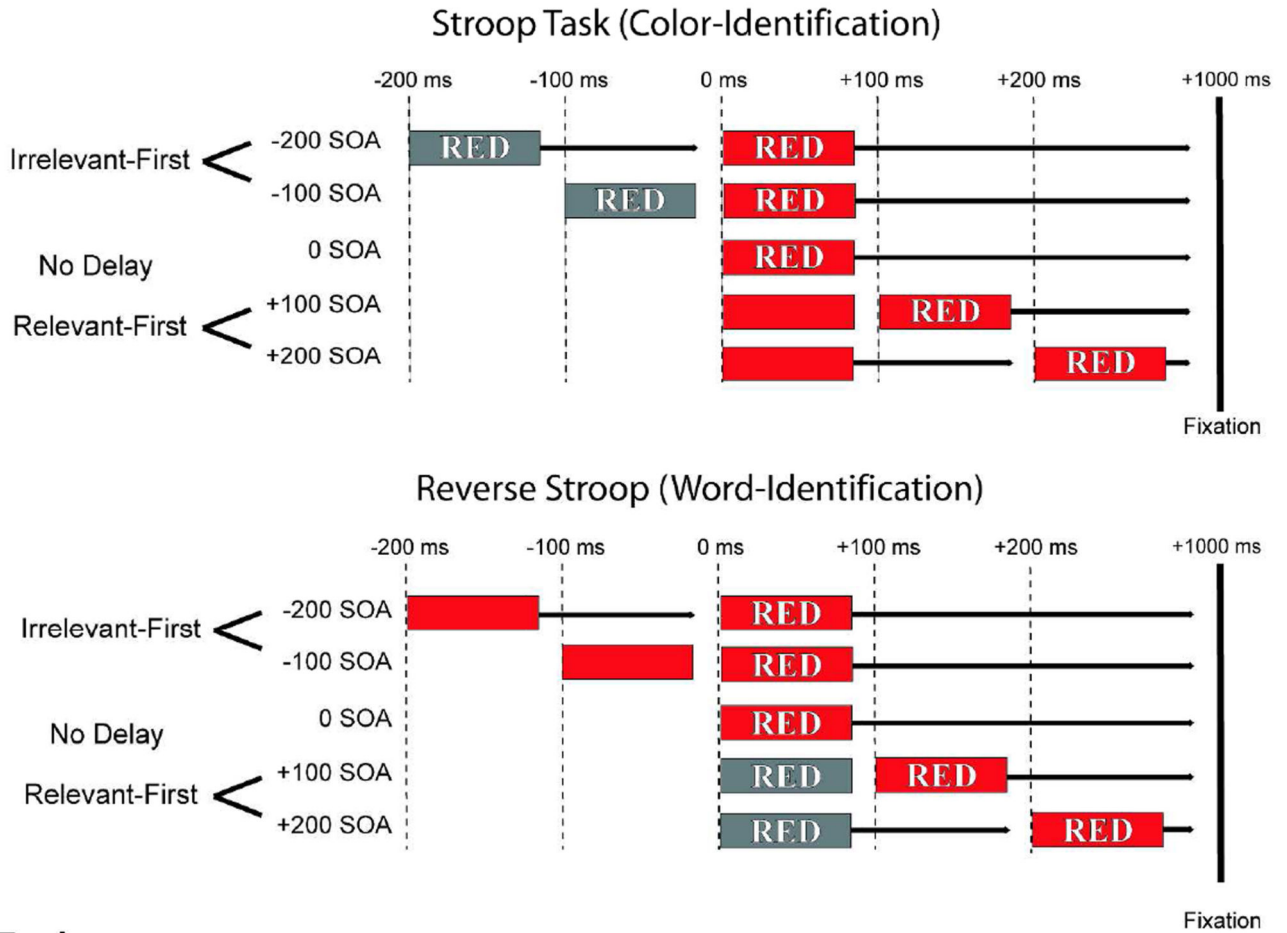 Stroop Task (Color-Identification)
-200 ms -100 ms 0 ms +100 ms +200 ms +1000 ms
Irrelevant-First
-200 SOA RED RED
-100 SOA RED RED
No Delay
0 SOA RED
Relevant-First
+100 SOA RED
+200 SOA RED
Fixation
Reverse Stroop (Word-Identification)
-200 ms -100 ms 0 ms +100 ms +200 ms +1000 ms
Irrelevant-First
-200 SOA RED
-100 SOA RED
No Delay
0 SOA RED
Relevant-First
+100 SOA RED RED
+200 SOA RED RED
Fixation